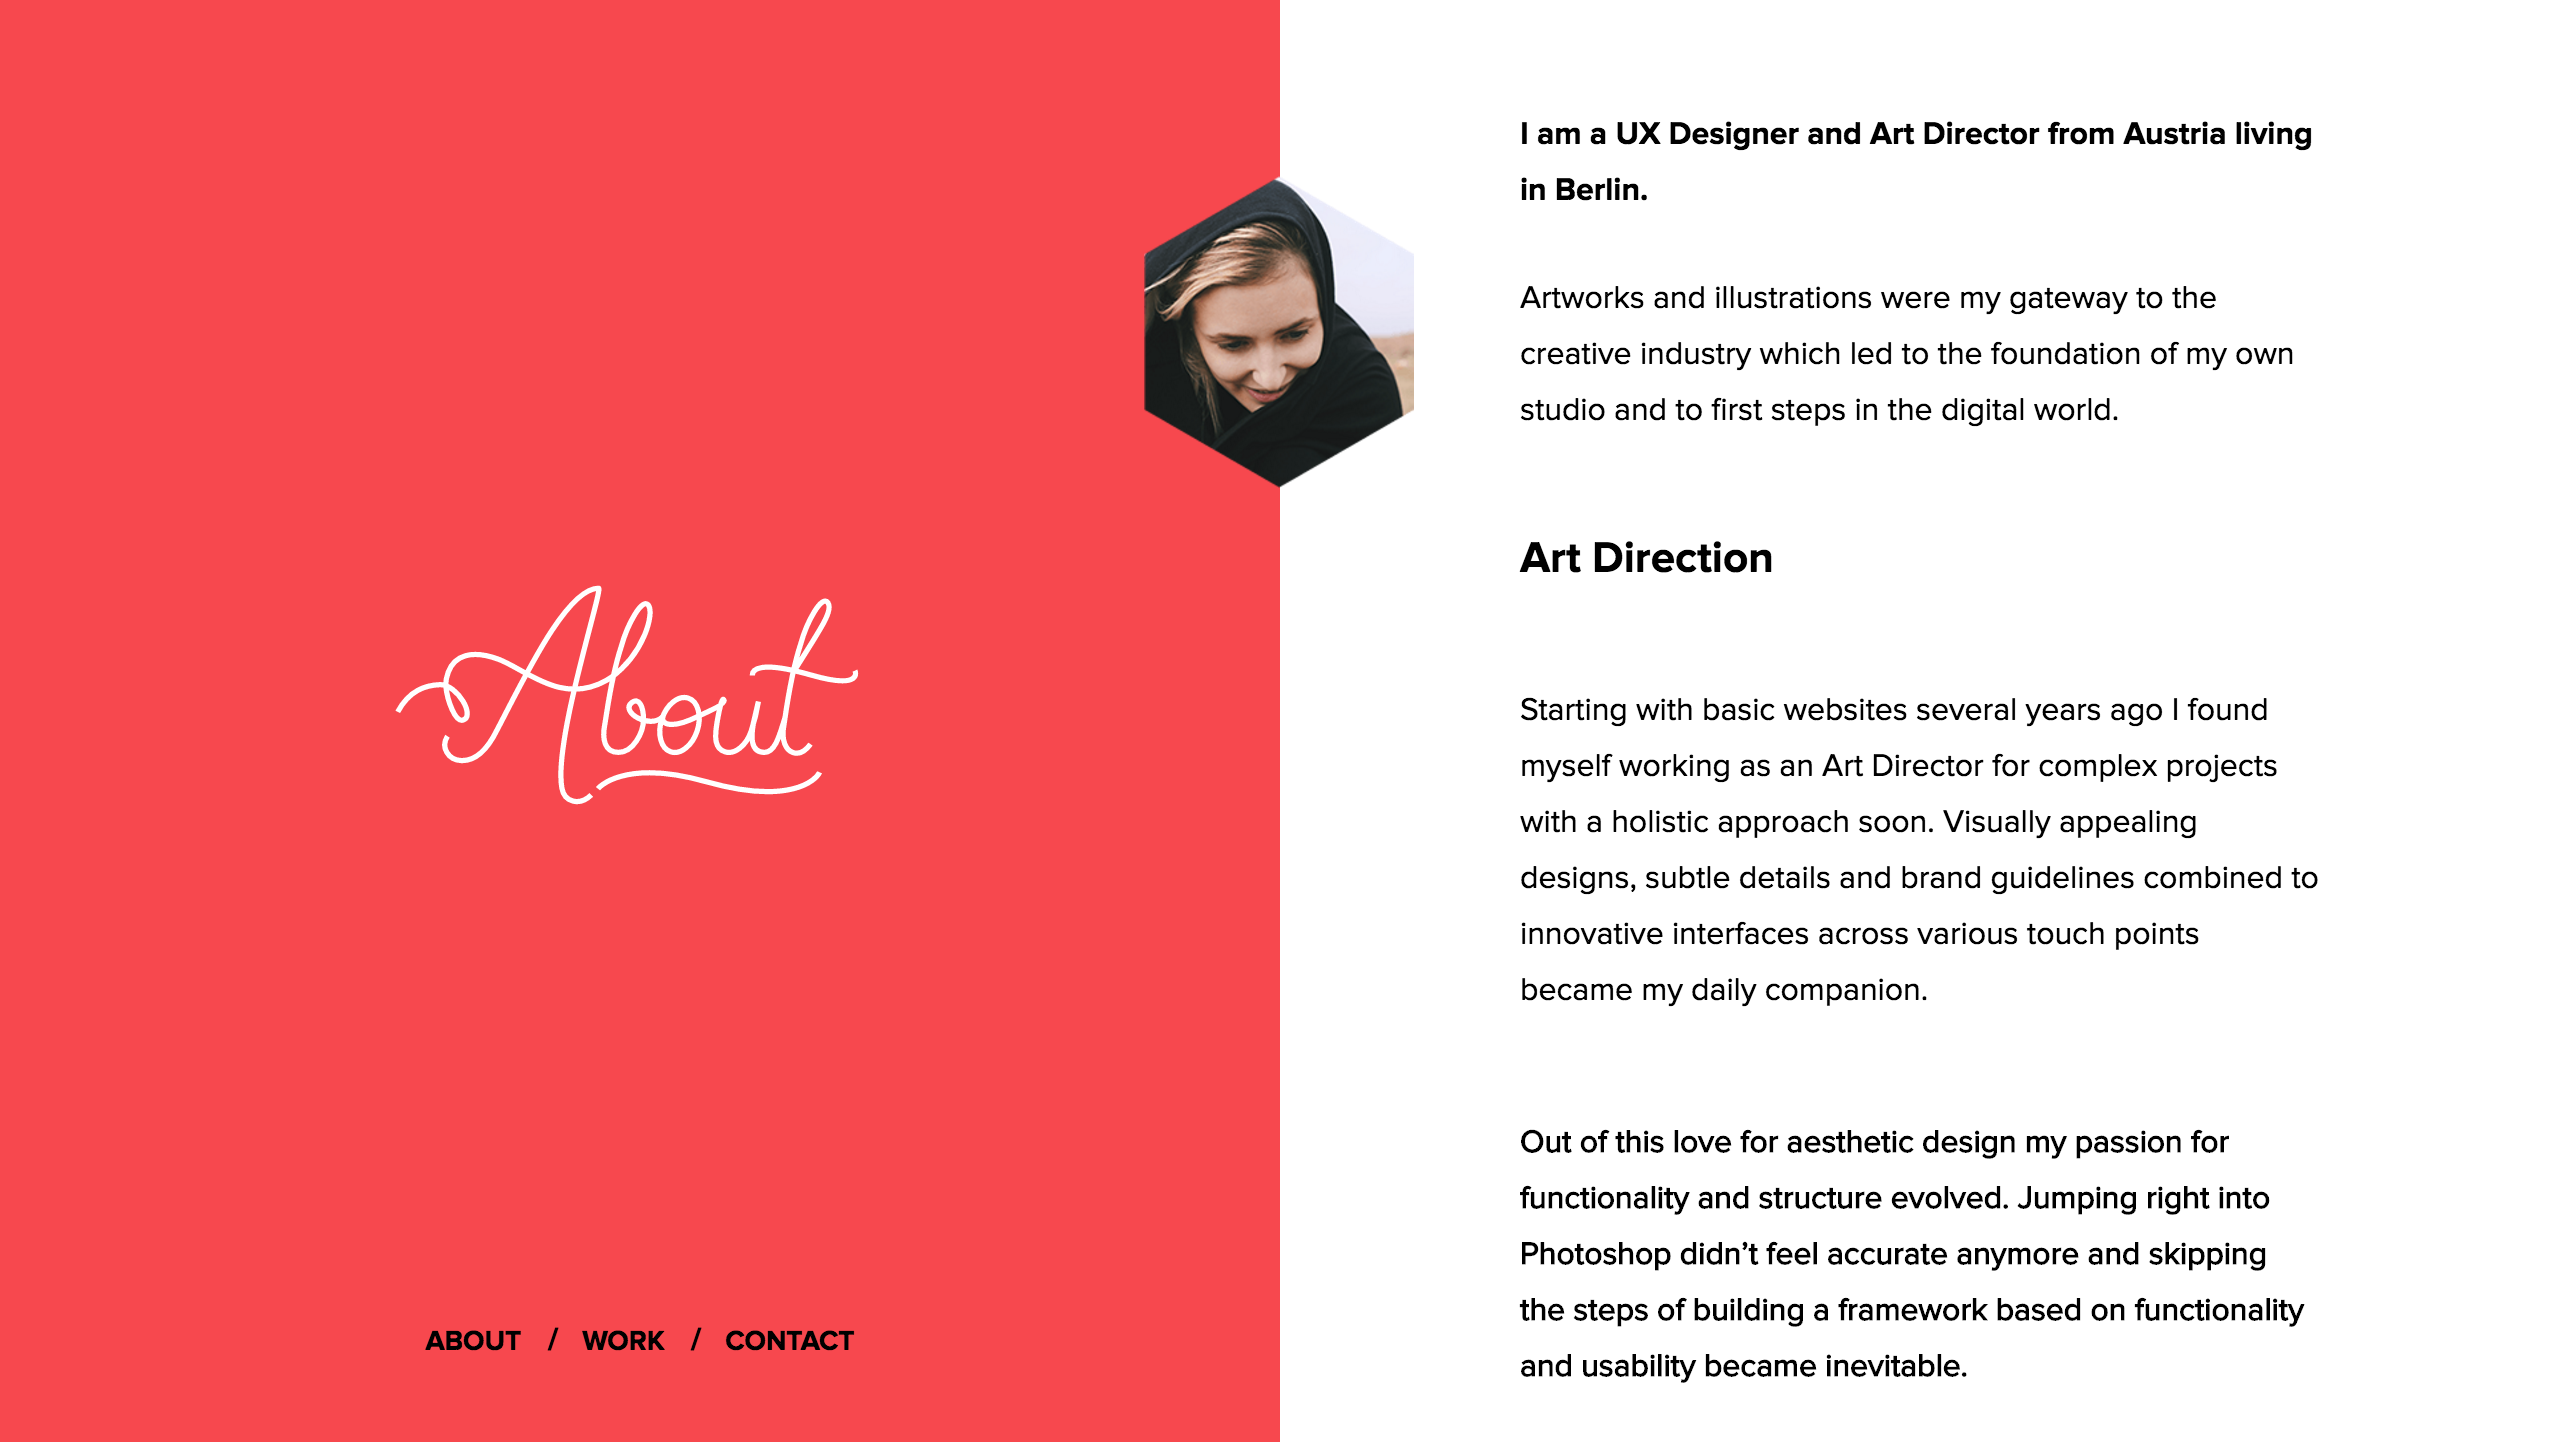 About
ABOUT / WORK / CONTACT
I am a UX Designer and Art Director from Austria living
in Berlin.
Artworks and illustrations were my gateway to the
creative industry which led to the foundation of my own
studio and to first steps in the digital world.
Art Direction
Starting with basic websites several years ago I found
myself working as an Art Director for complex projects
with a holistic approach soon. Visually appealing
designs, subtle details and brand guidelines combined to
innovative interfaces across various touch points
became my daily companion.
Out of this love for aesthetic design my passion for
functionality and structure evolved. Jumping right into
Photoshop didn’t feel accurate anymore and skipping
the steps of building a framework based on functionality
and usability became inevitable.